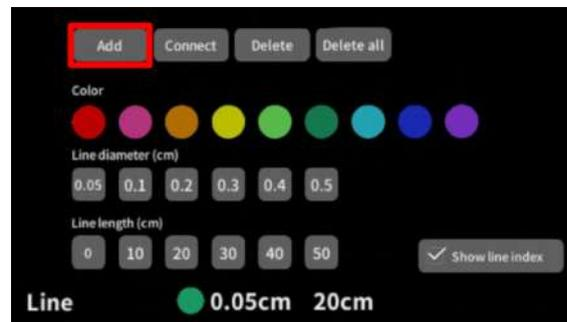 Add Connect Delete Delete all
Color
Line diameter (cm)
0.05 0.1 0.2 0.3 0.4 0.5
Line length (cm)
0 10 20 30 40 50
Show line index
Line 0.05cm 20cm